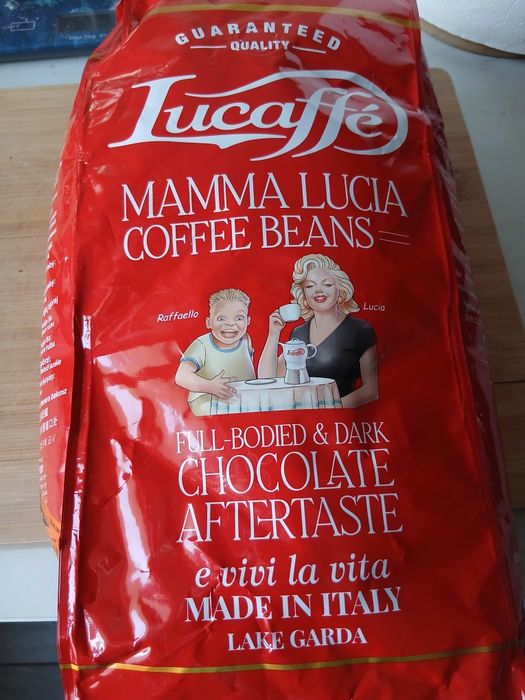 GUARANTEED
QUALITY
Lucaffé
MAMMA LUCIA
COFFEE BEANS
Raffaello
Lucia
Lucaffé
FULL-BODIED & DARK
CHOCOLATE
AFTERTASTE
e vivi la vita
MADE IN ITALY
LAKE GARDA